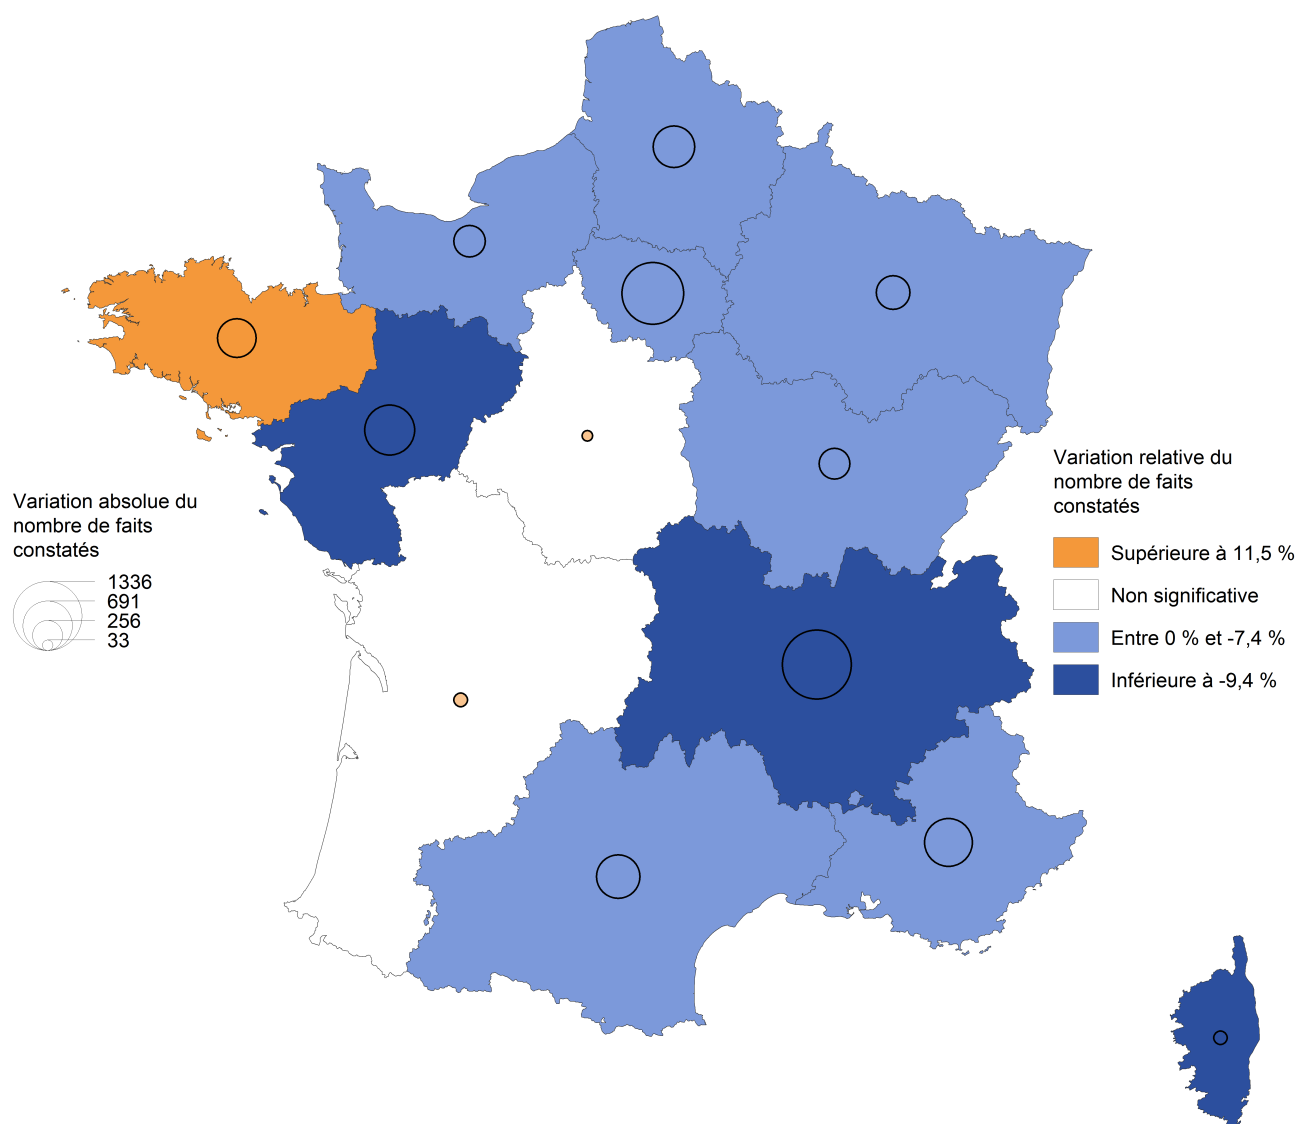 Variation absolue du
nombre de faits
constatés
1336
691
256
33
Variation relative du
nombre de faits
constatés
Supérieure à 11,5 %
Non significative
Entre 0 % et -7,4 %
Inférieure à -9,4 %